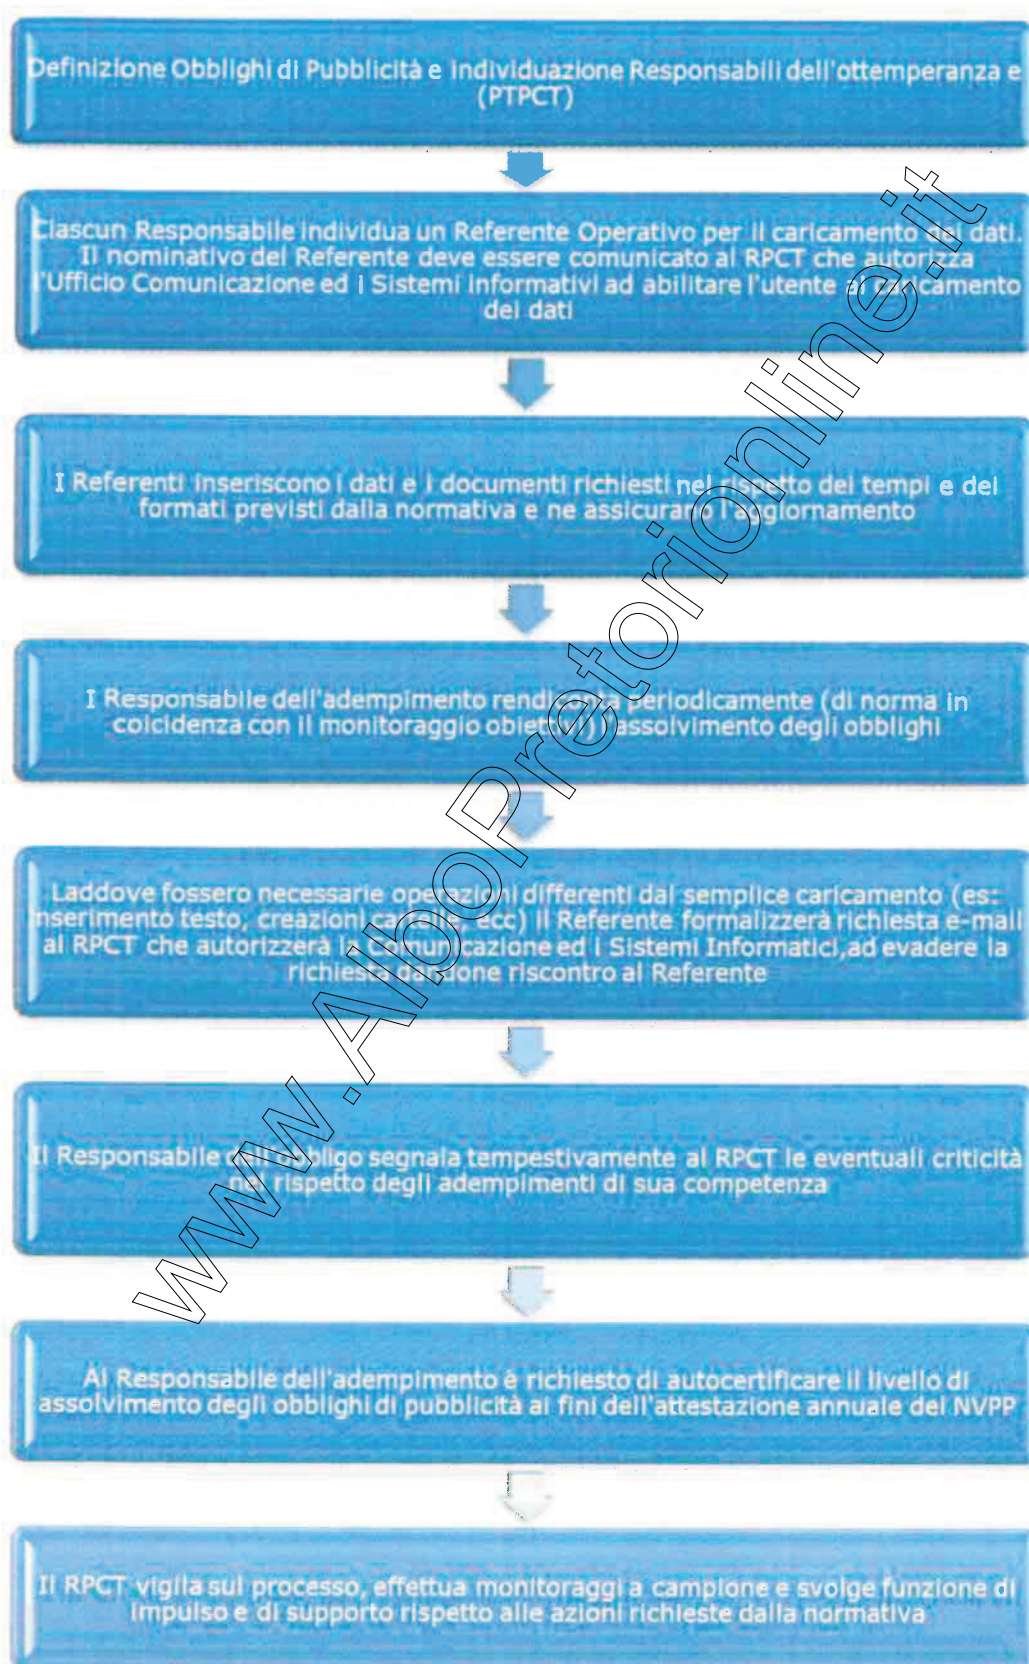 Definizione Obblighi di Pubblicità e individuazione Responsabili dell'ottemperanza e
(PTPCT)
Ciascun Responsabile individua un Referente Operativo per il caricamento dei dati.
Il nominativo del Referente deve essere comunicato al RPCT che autorizza
l'Ufficio Comunicazione ed i Sistemi informativi ad abilitare l'utente al caricamento
dei dati
I Referenti inseriscono i dati e i documenti richiesti nel rispetto dei tempi e dei
formati previsti dalla normativa e ne assicurano l'aggiornamento
I Responsabile dell'adempimento periodicamente (di norma in
coicidenza con il monitoraggio assolvimento degli obblighi
Laddove fossero necessarie operazioni differenti dal semplice caricamento (es:
inserimento testo, creazioni cartelle, ecc) il Referente formalizzerà richiesta e-mail
al RPCT che autorizzerà la Comunicazione ed i Sistemi Informatici,ad evadere la
richiesta dandone riscontro al Referente
Il Responsabile dell'obbligo segnala tempestivamente al RPCT le eventuali criticità
nel rispetto degli adempimenti di sua competenza
Al Responsabile dell'adempimento è richiesto di autocertificare il livello di
assolvimento degli obblighi di pubblicità ai fini dell'attestazione annuale del NVPP
Il RPCT vigila sul processo, effettua monitoraggi a campione e svolge funzione di
impulso e di supporto rispetto alle azioni richieste dalla normativa
www.AlboPretorionline.it